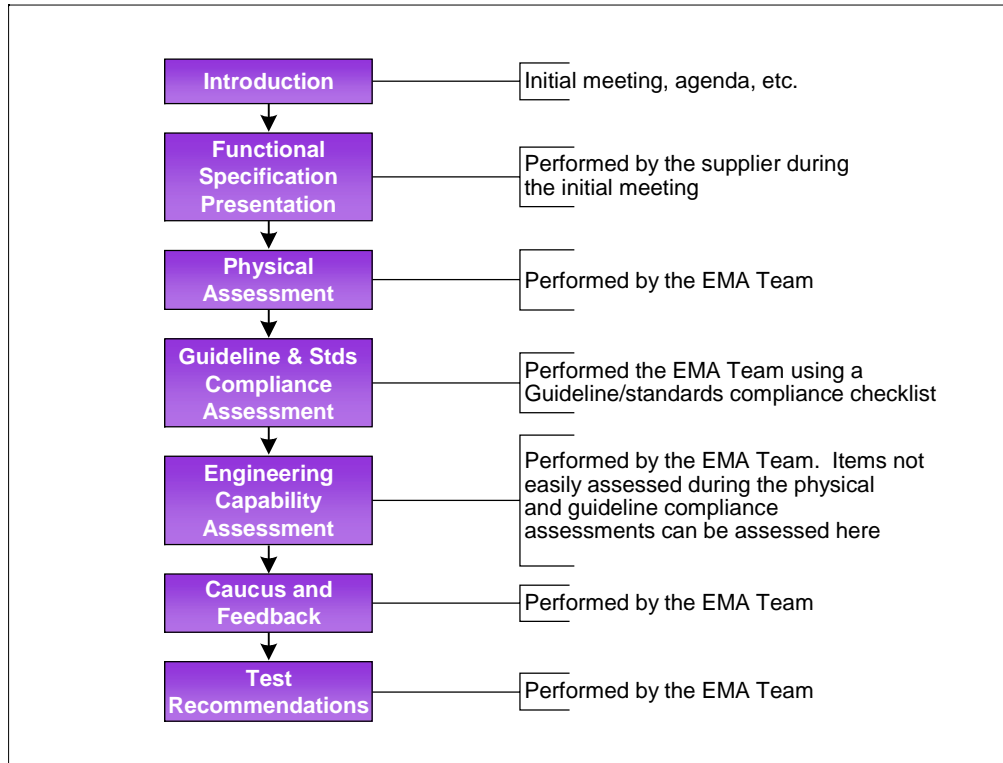 Introduction
Initial meeting, agenda, etc.
Functional
Specification
Presentation
Performed by the supplier during
the initial meeting
Physical
Assessment
Performed by the EMA Team
Guideline & Stds
Compliance
Assessment
Performed the EMA Team using a
Guideline/standards compliance checklist
Engineering
Capability
Assessment
Performed by the EMA Team.  Items not
easily assessed during the physical
and guideline compliance
assessments can be assessed here
Caucus and
Feedback
Performed by the EMA Team
Test
Recommendations
Performed by the EMA Team